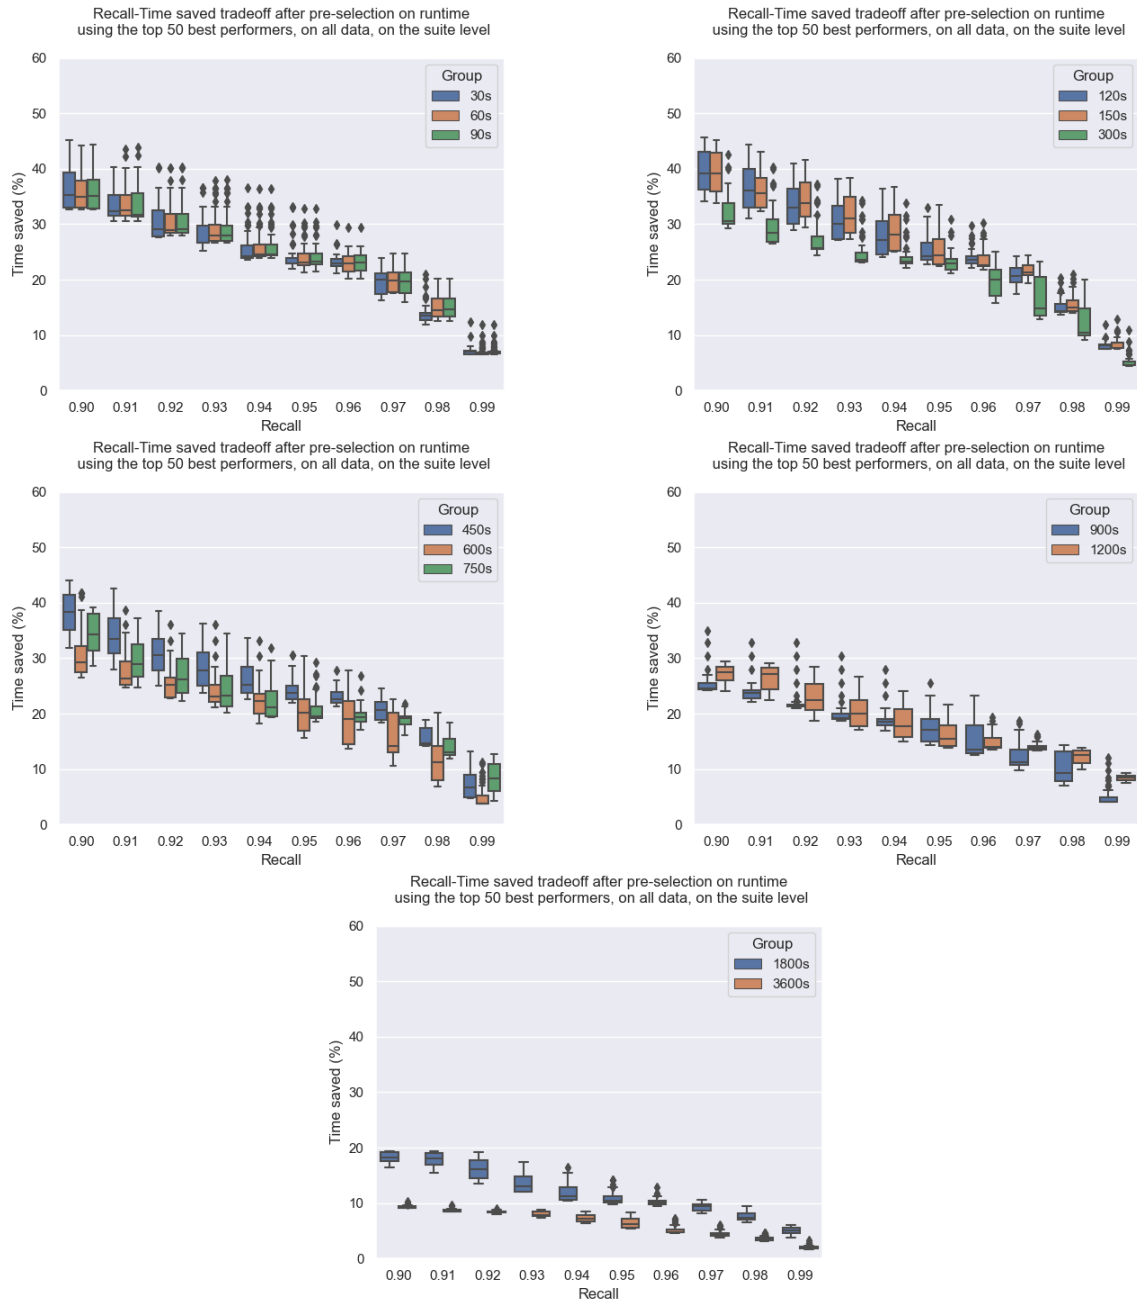 Recall-Time saved tradeoff after pre-selection on runtime
using the top 50 best performers, on all data, on the suite level
60
50
40
30
20
10
0
Time saved (%)
Group
30s
60s
90s
0.90 0.91 0.92 0.93 0.94 0.95 0.96 0.97 0.98 0.99
Recall
Recall-Time saved tradeoff after pre-selection on runtime
using the top 50 best performers, on all data, on the suite level
60
50
40
30
20
10
0
Time saved (%)
Group
120s
150s
300s
0.90 0.91 0.92 0.93 0.94 0.95 0.96 0.97 0.98 0.99
Recall
Recall-Time saved tradeoff after pre-selection on runtime
using the top 50 best performers, on all data, on the suite level
60
50
40
30
20
10
0
Time saved (%)
Group
450s
600s
750s
0.90 0.91 0.92 0.93 0.94 0.95 0.96 0.97 0.98 0.99
Recall
Recall-Time saved tradeoff after pre-selection on runtime
using the top 50 best performers, on all data, on the suite level
60
50
40
30
20
10
0
Time saved (%)
Group
900s
1200s
0.90 0.91 0.92 0.93 0.94 0.95 0.96 0.97 0.98 0.99
Recall
Recall-Time saved tradeoff after pre-selection on runtime
using the top 50 best performers, on all data, on the suite level
60
50
40
30
20
10
0
Time saved (%)
Group
1800s
3600s
0.90 0.91 0.92 0.93 0.94 0.95 0.96 0.97 0.98 0.99
Recall